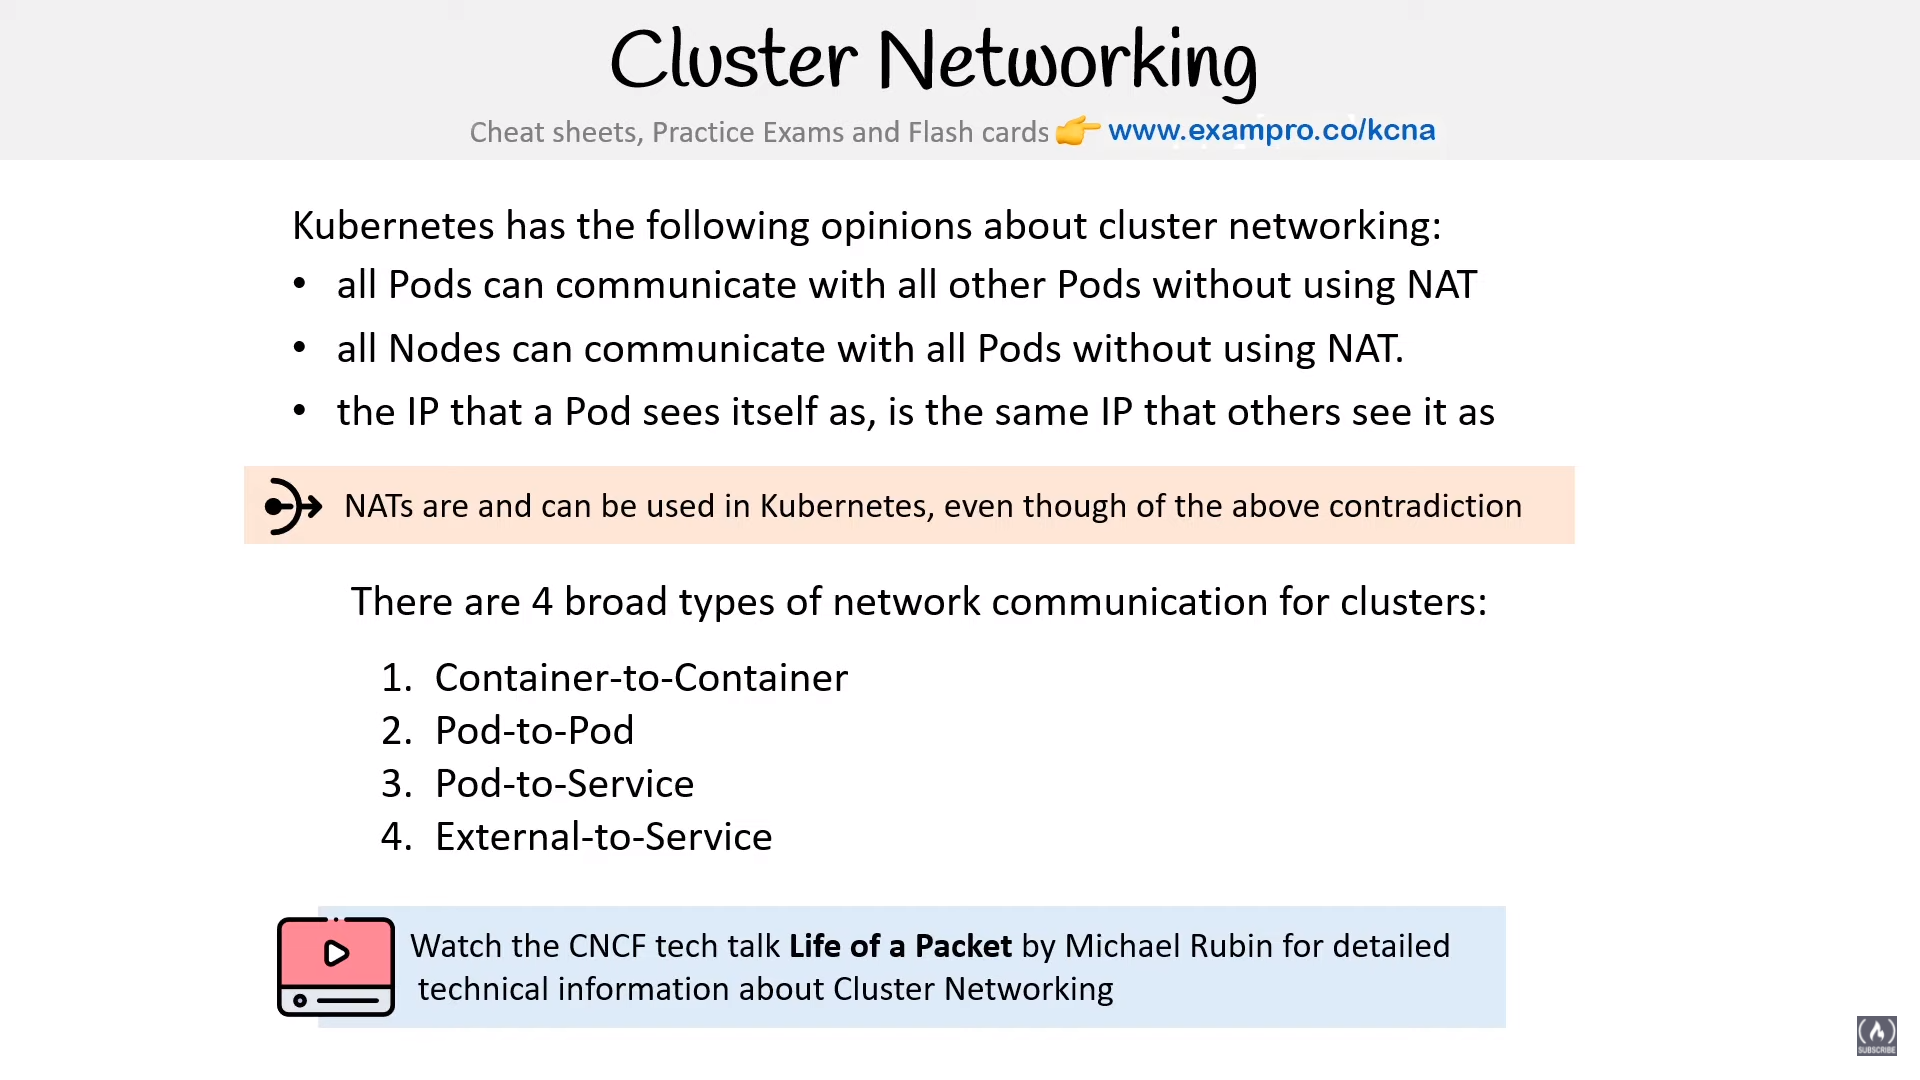 Cluster Networking
Cheat sheets, Practice Exams and Flash cards 👉 www.exampro.co/kcna
Kubernetes has the following opinions about cluster networking:
• all Pods can communicate with all other Pods without using NAT
• all Nodes can communicate with all Pods without using NAT.
• the IP that a Pod sees itself as, is the same IP that others see it as
NATs are and can be used in Kubernetes, even though of the above contradiction
There are 4 broad types of network communication for clusters:
1. Container-to-Container
2. Pod-to-Pod
3. Pod-to-Service
4. External-to-Service
Watch the CNCF tech talk Life of a Packet by Michael Rubin for detailed
technical information about Cluster Networking
SUBSCRIBE